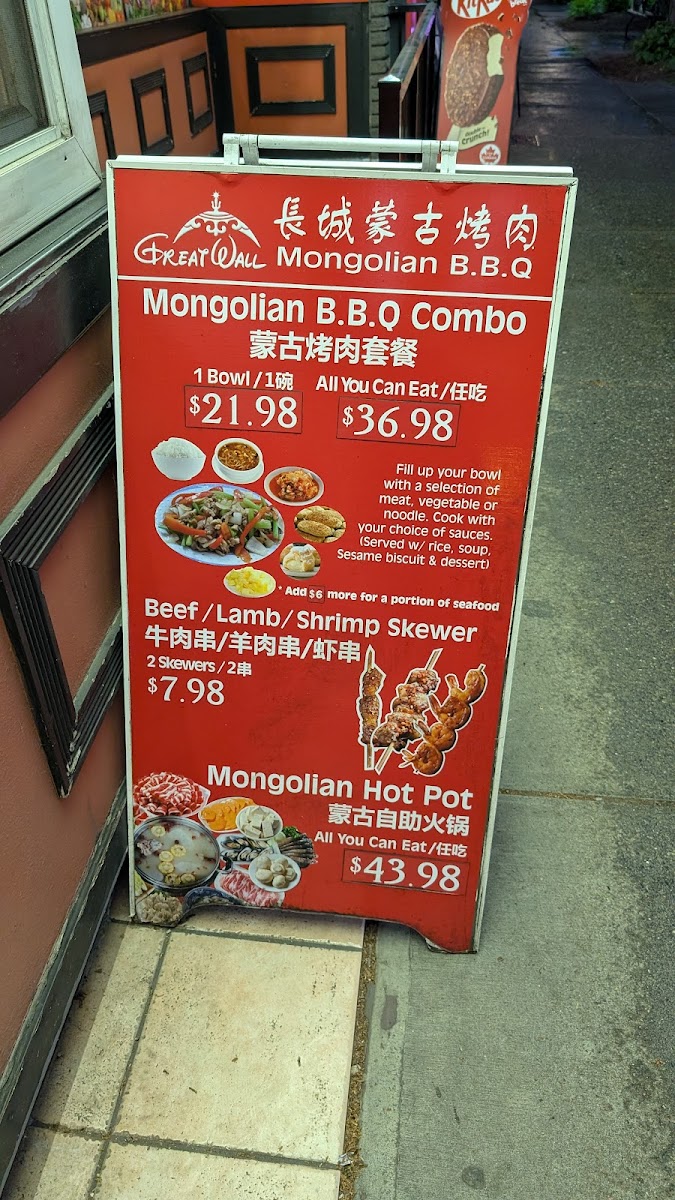 KitKat
double the crunch!
GREAT WALL
長城蒙古烤肉
Mongolian B.B.Q
Mongolian B.B.Q Combo
蒙古烤肉套餐
1 Bowl / 1碗
$21.98
All You Can Eat/任吃
$36.98
Fill up your bowl
with a selection of
meat, vegetable or
noodle. Cook with
your choice of sauces.
(Served w/ rice, soup,
Sesame biscuit & dessert)
* Add $6 more for a portion of seafood
Beef/Lamb/Shrimp Skewer
牛肉串/羊肉串/虾串
2 Skewers / 2串
$7.98
Mongolian Hot Pot
蒙古自助火锅
All You Can Eat/任吃
$43.98